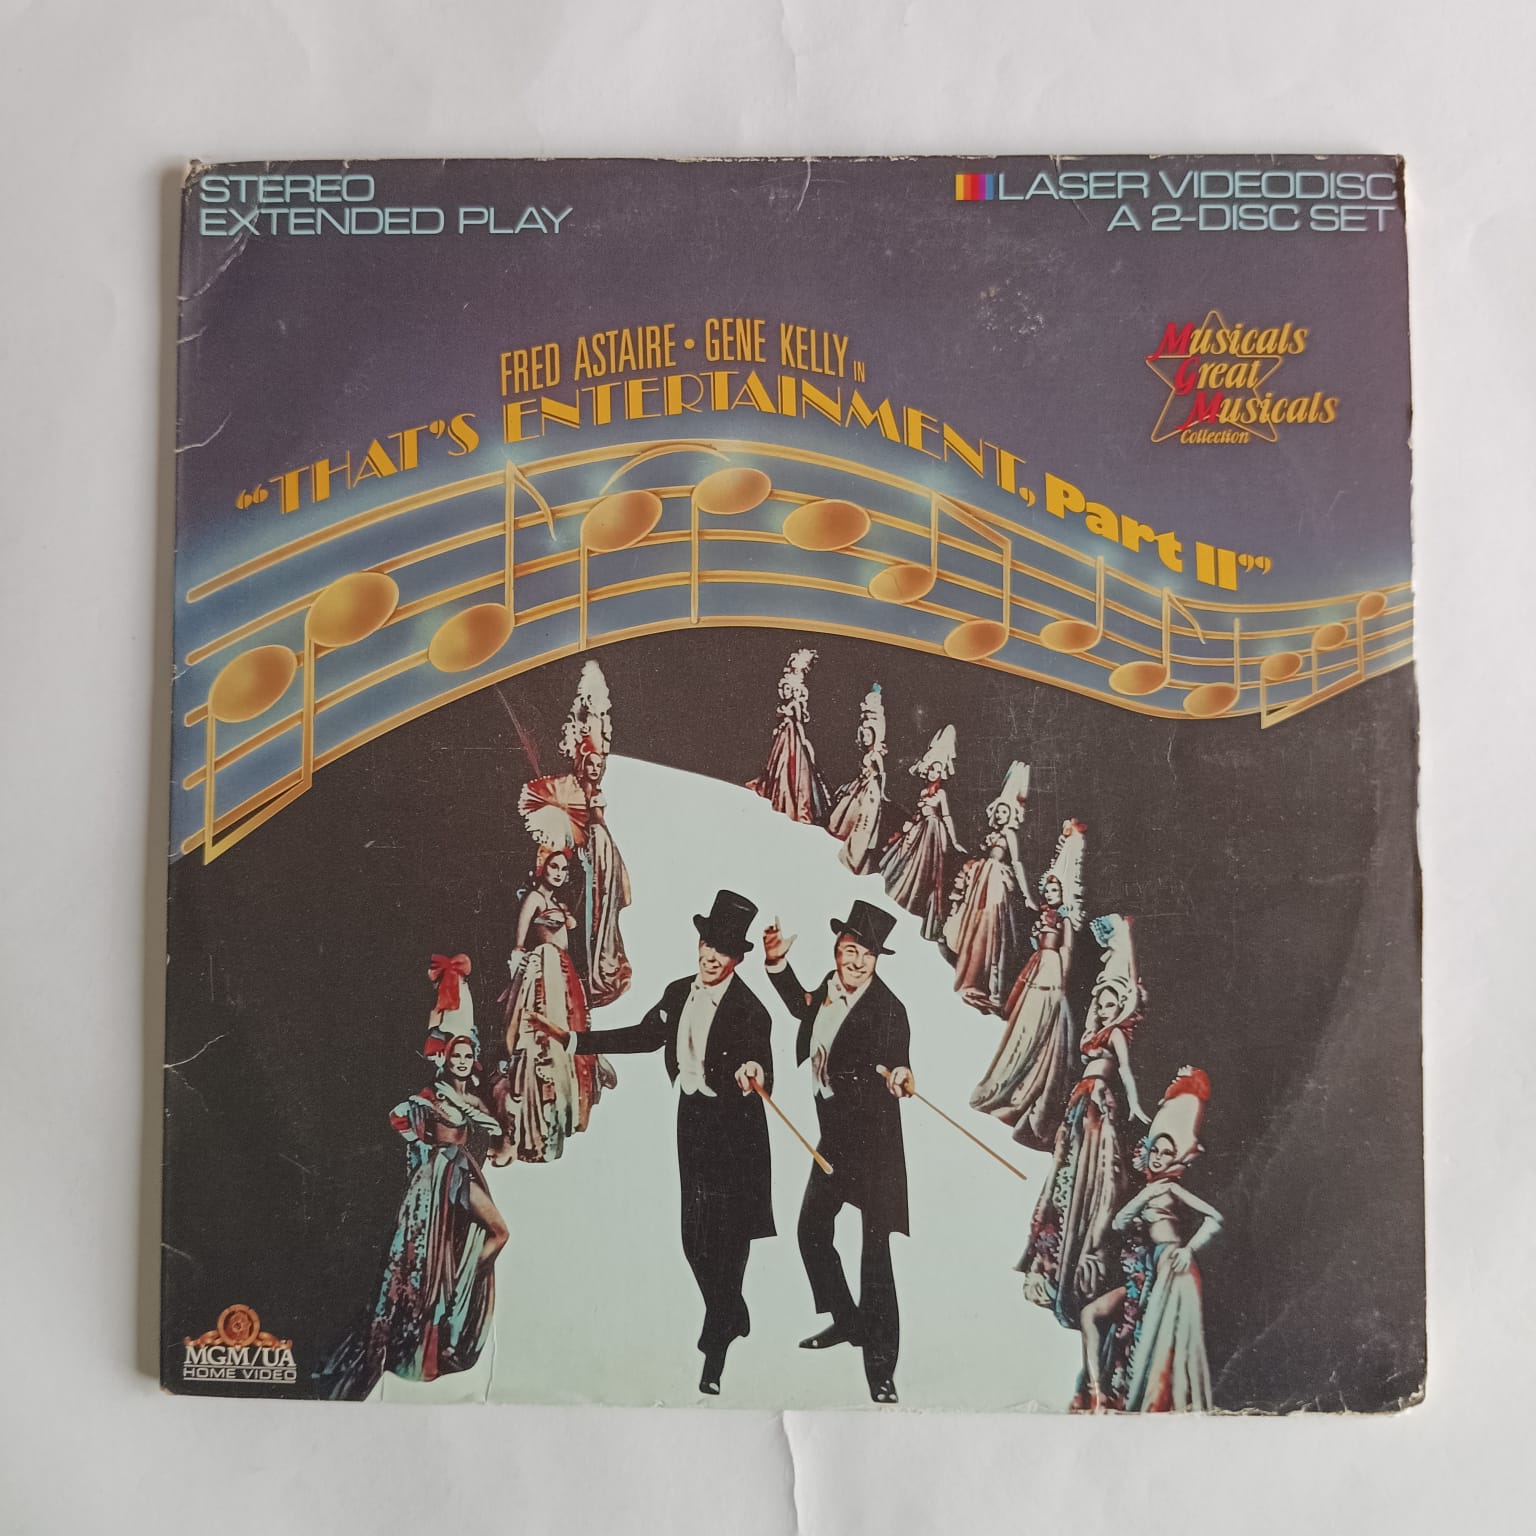 STEREO
EXTENDED PLAY
LASER VIDEODISC
A 2-DISC SET
FRED ASTAIRE • GENE KELLY IN
"THAT'S ENTERTAINMENT, Part II"
Musicals
Great
Musicals
Collection
MGM/UA
HOME VIDEO